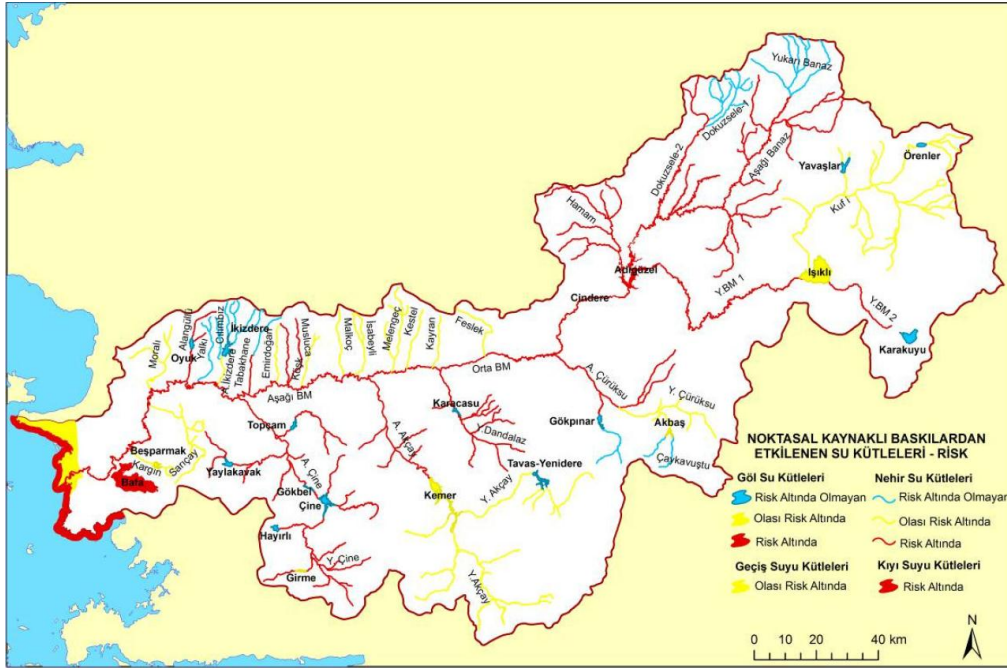 Yukarı Banaz
Dokuzsele-1
Örenler
Yavaşlar
Aşağı Banaz
Dokuzsele-2
Kufi
Hamam
Adıgüzel
Işıklı
Y.BM 1
Cindere
Y.BM 2
Karakuyu
Moralı
Alangüllü
Oyuk
Yalkı
İkizdere
A.İkizdere
Tabakhane
Emirdoğan
Musluca
Malkoç
İsabeyli
Melengeç
Kestel
Kayran
Feslek
Orta BM
Aşağı BM
A. Çürüksu
Y. Çürüksu
Karacasu
Gökpınar
Akbaş
Topçam
Y.Dandalaz
Çaykavuştu
Beşparmak
Kargın
Sarıçay
Yaylakavak
A. Akçay
A. Çine
Tavas-Yenidere
Bafa
Gökbel
Çine
Kemer
Y. Akçay
Hayırlı
Y. Çine
Girme
Y.Akçay
NOKTASAL KAYNAKLI BASKILARDAN
ETKİLENEN SU KÜTLELERİ - RİSK
Göl Su Kütleleri
Risk Altında Olmayan
Olası Risk Altında
Risk Altında
Nehir Su Kütleleri
Risk Altında Olmayan
Olası Risk Altında
Risk Altında
Geçiş Suyu Kütleleri
Olası Risk Altında
Kıyı Suyu Kütleleri
Risk Altında
0 10 20 40 km
N